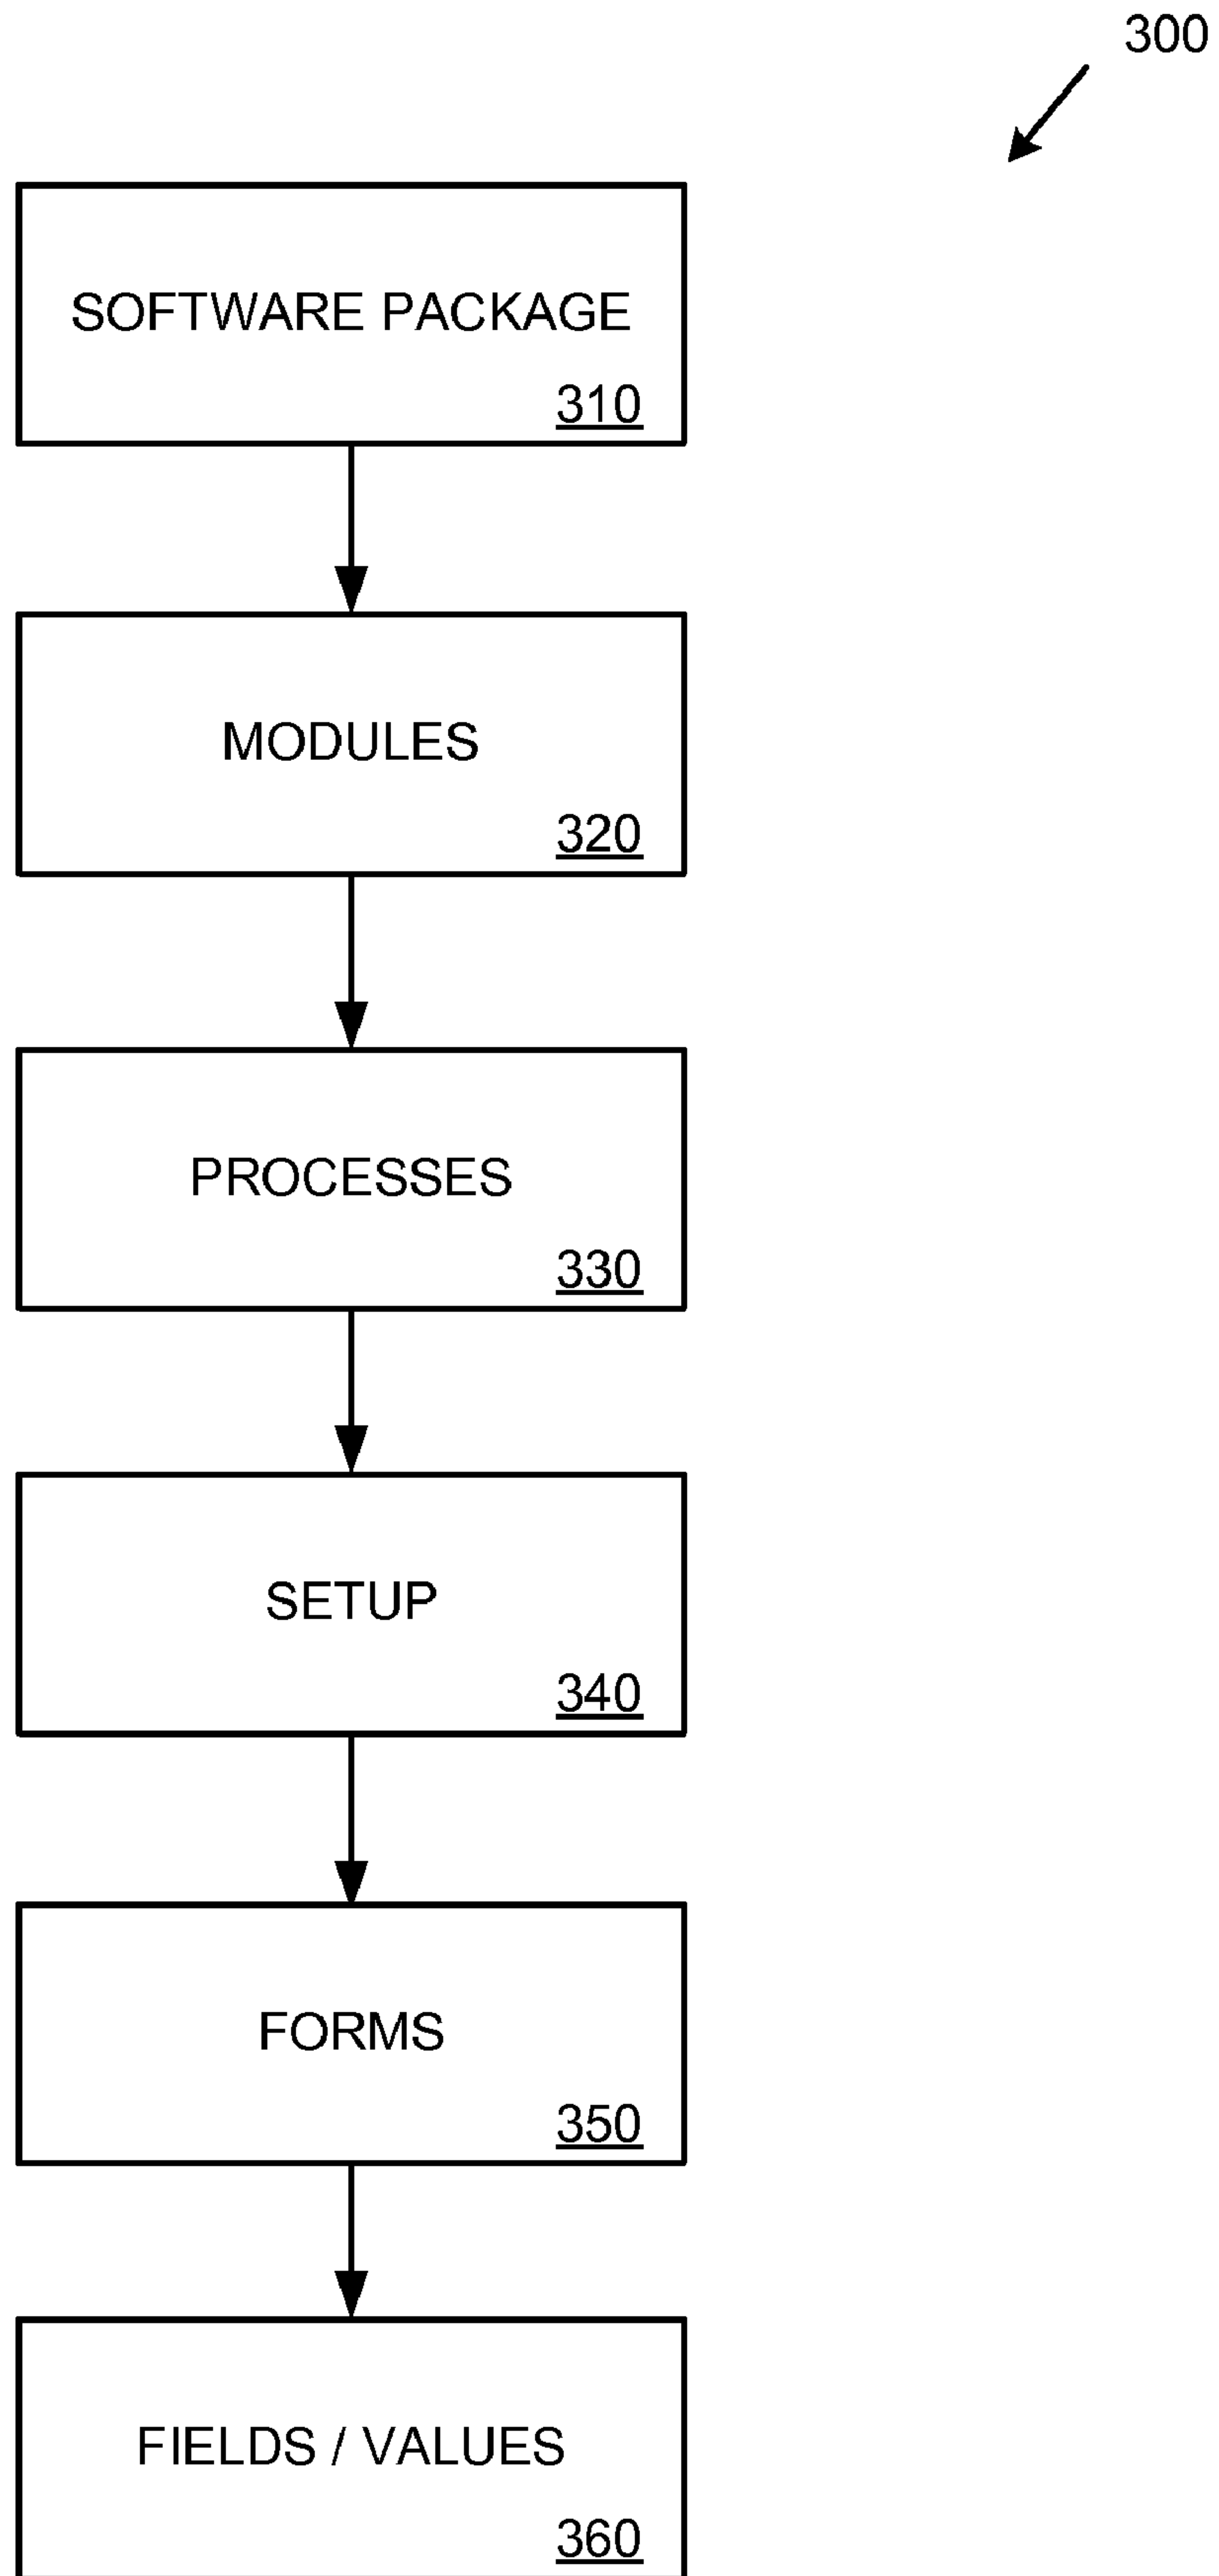 300
SOFTWARE PACKAGE
310
MODULES
320
PROCESSES
330
SETUP
340
FORMS
350
FIELDS / VALUES
360